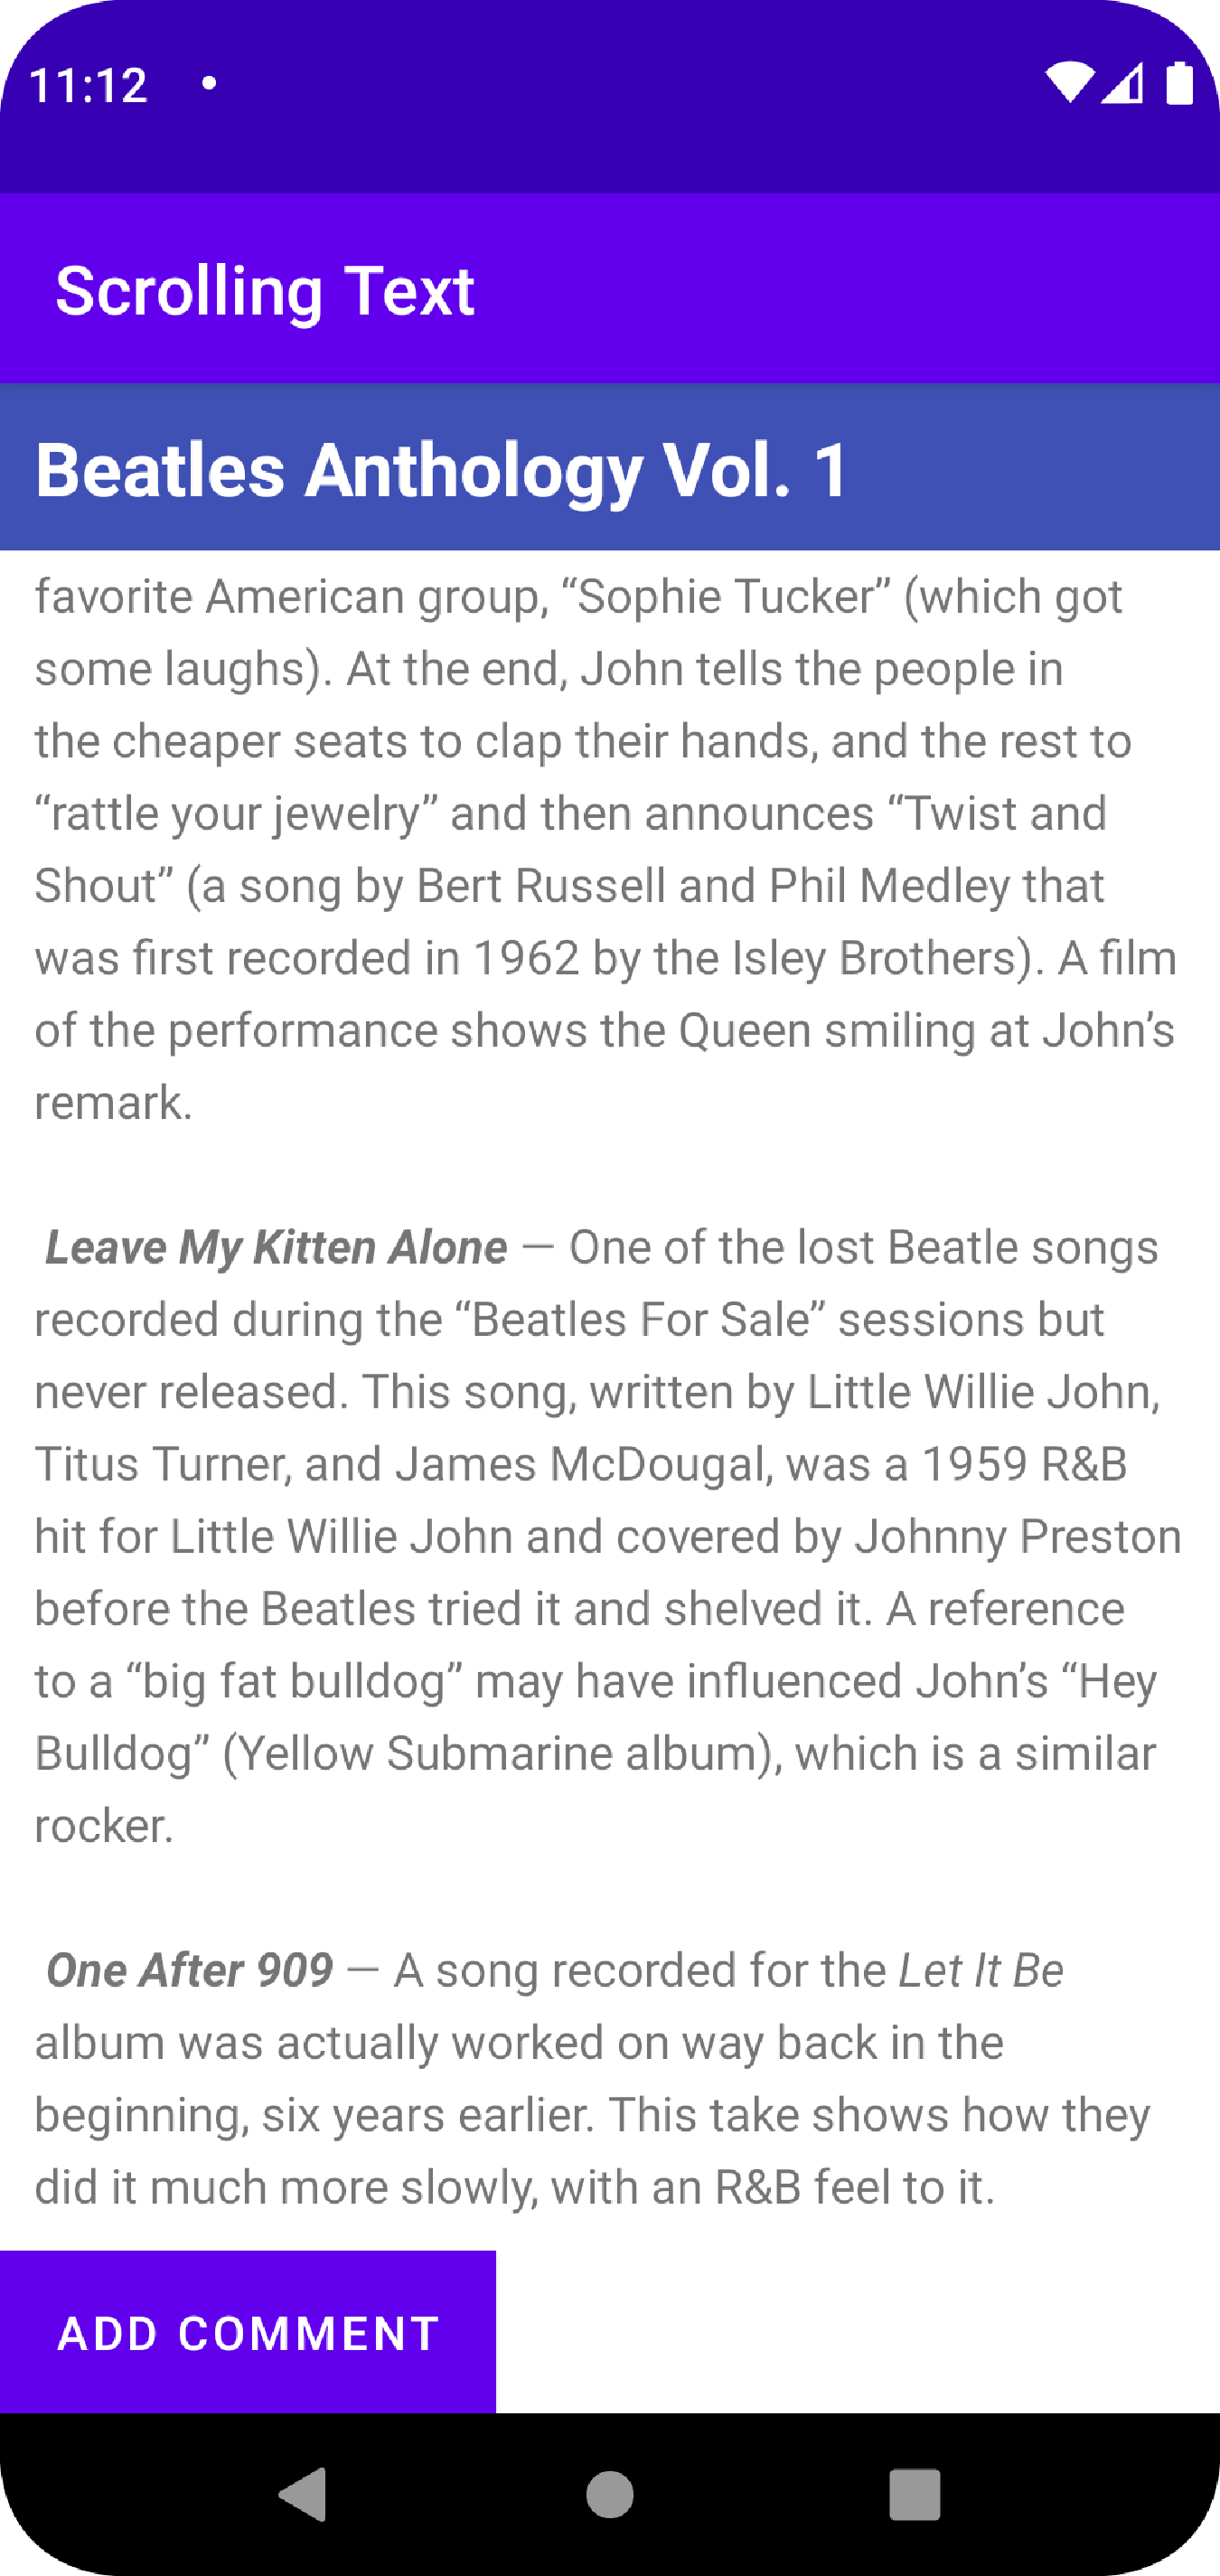 11:12
Scrolling Text
Beatles Anthology Vol. 1
favorite American group, “Sophie Tucker” (which got
some laughs). At the end, John tells the people in
the cheaper seats to clap their hands, and the rest to
“rattle your jewelry” and then announces “Twist and
Shout” (a song by Bert Russell and Phil Medley that
was first recorded in 1962 by the Isley Brothers). A film
of the performance shows the Queen smiling at John’s
remark.
Leave My Kitten Alone — One of the lost Beatle songs
recorded during the “Beatles For Sale” sessions but
never released. This song, written by Little Willie John,
Titus Turner, and James McDougal, was a 1959 R&B
hit for Little Willie John and covered by Johnny Preston
before the Beatles tried it and shelved it. A reference
to a “big fat bulldog” may have influenced John’s “Hey
Bulldog” (Yellow Submarine album), which is a similar
rocker.
One After 909 — A song recorded for the Let It Be
album was actually worked on way back in the
beginning, six years earlier. This take shows how they
did it much more slowly, with an R&B feel to it.
ADD COMMENT